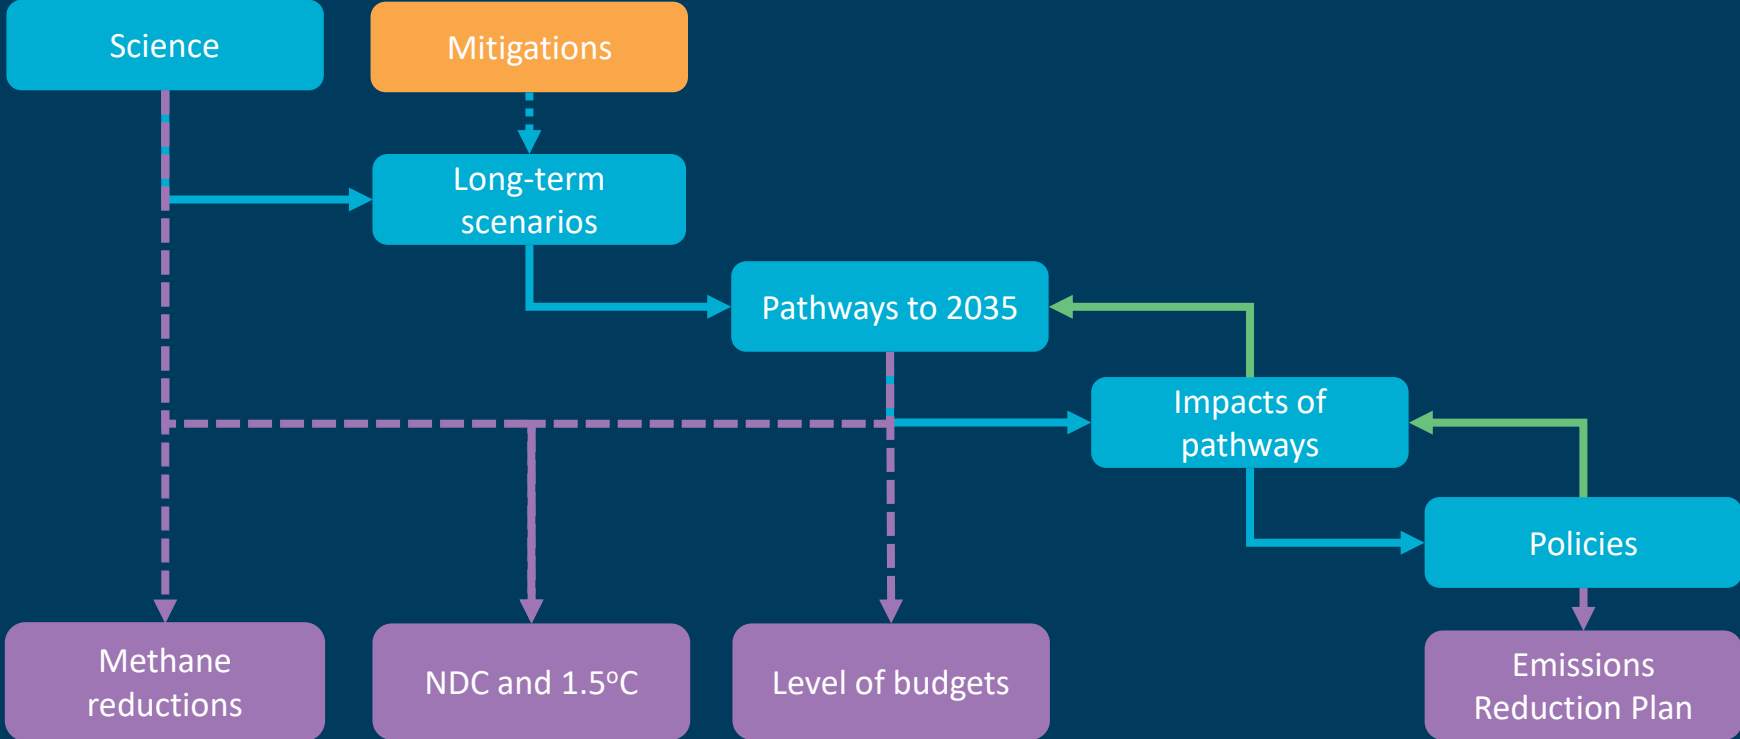 Science
Mitigations
Long-term
scenarios
Pathways to 2035
Impacts of
pathways
Policies
Methane
reductions
NDC and 1.5ºC
Level of budgets
Emissions
Reduction Plan